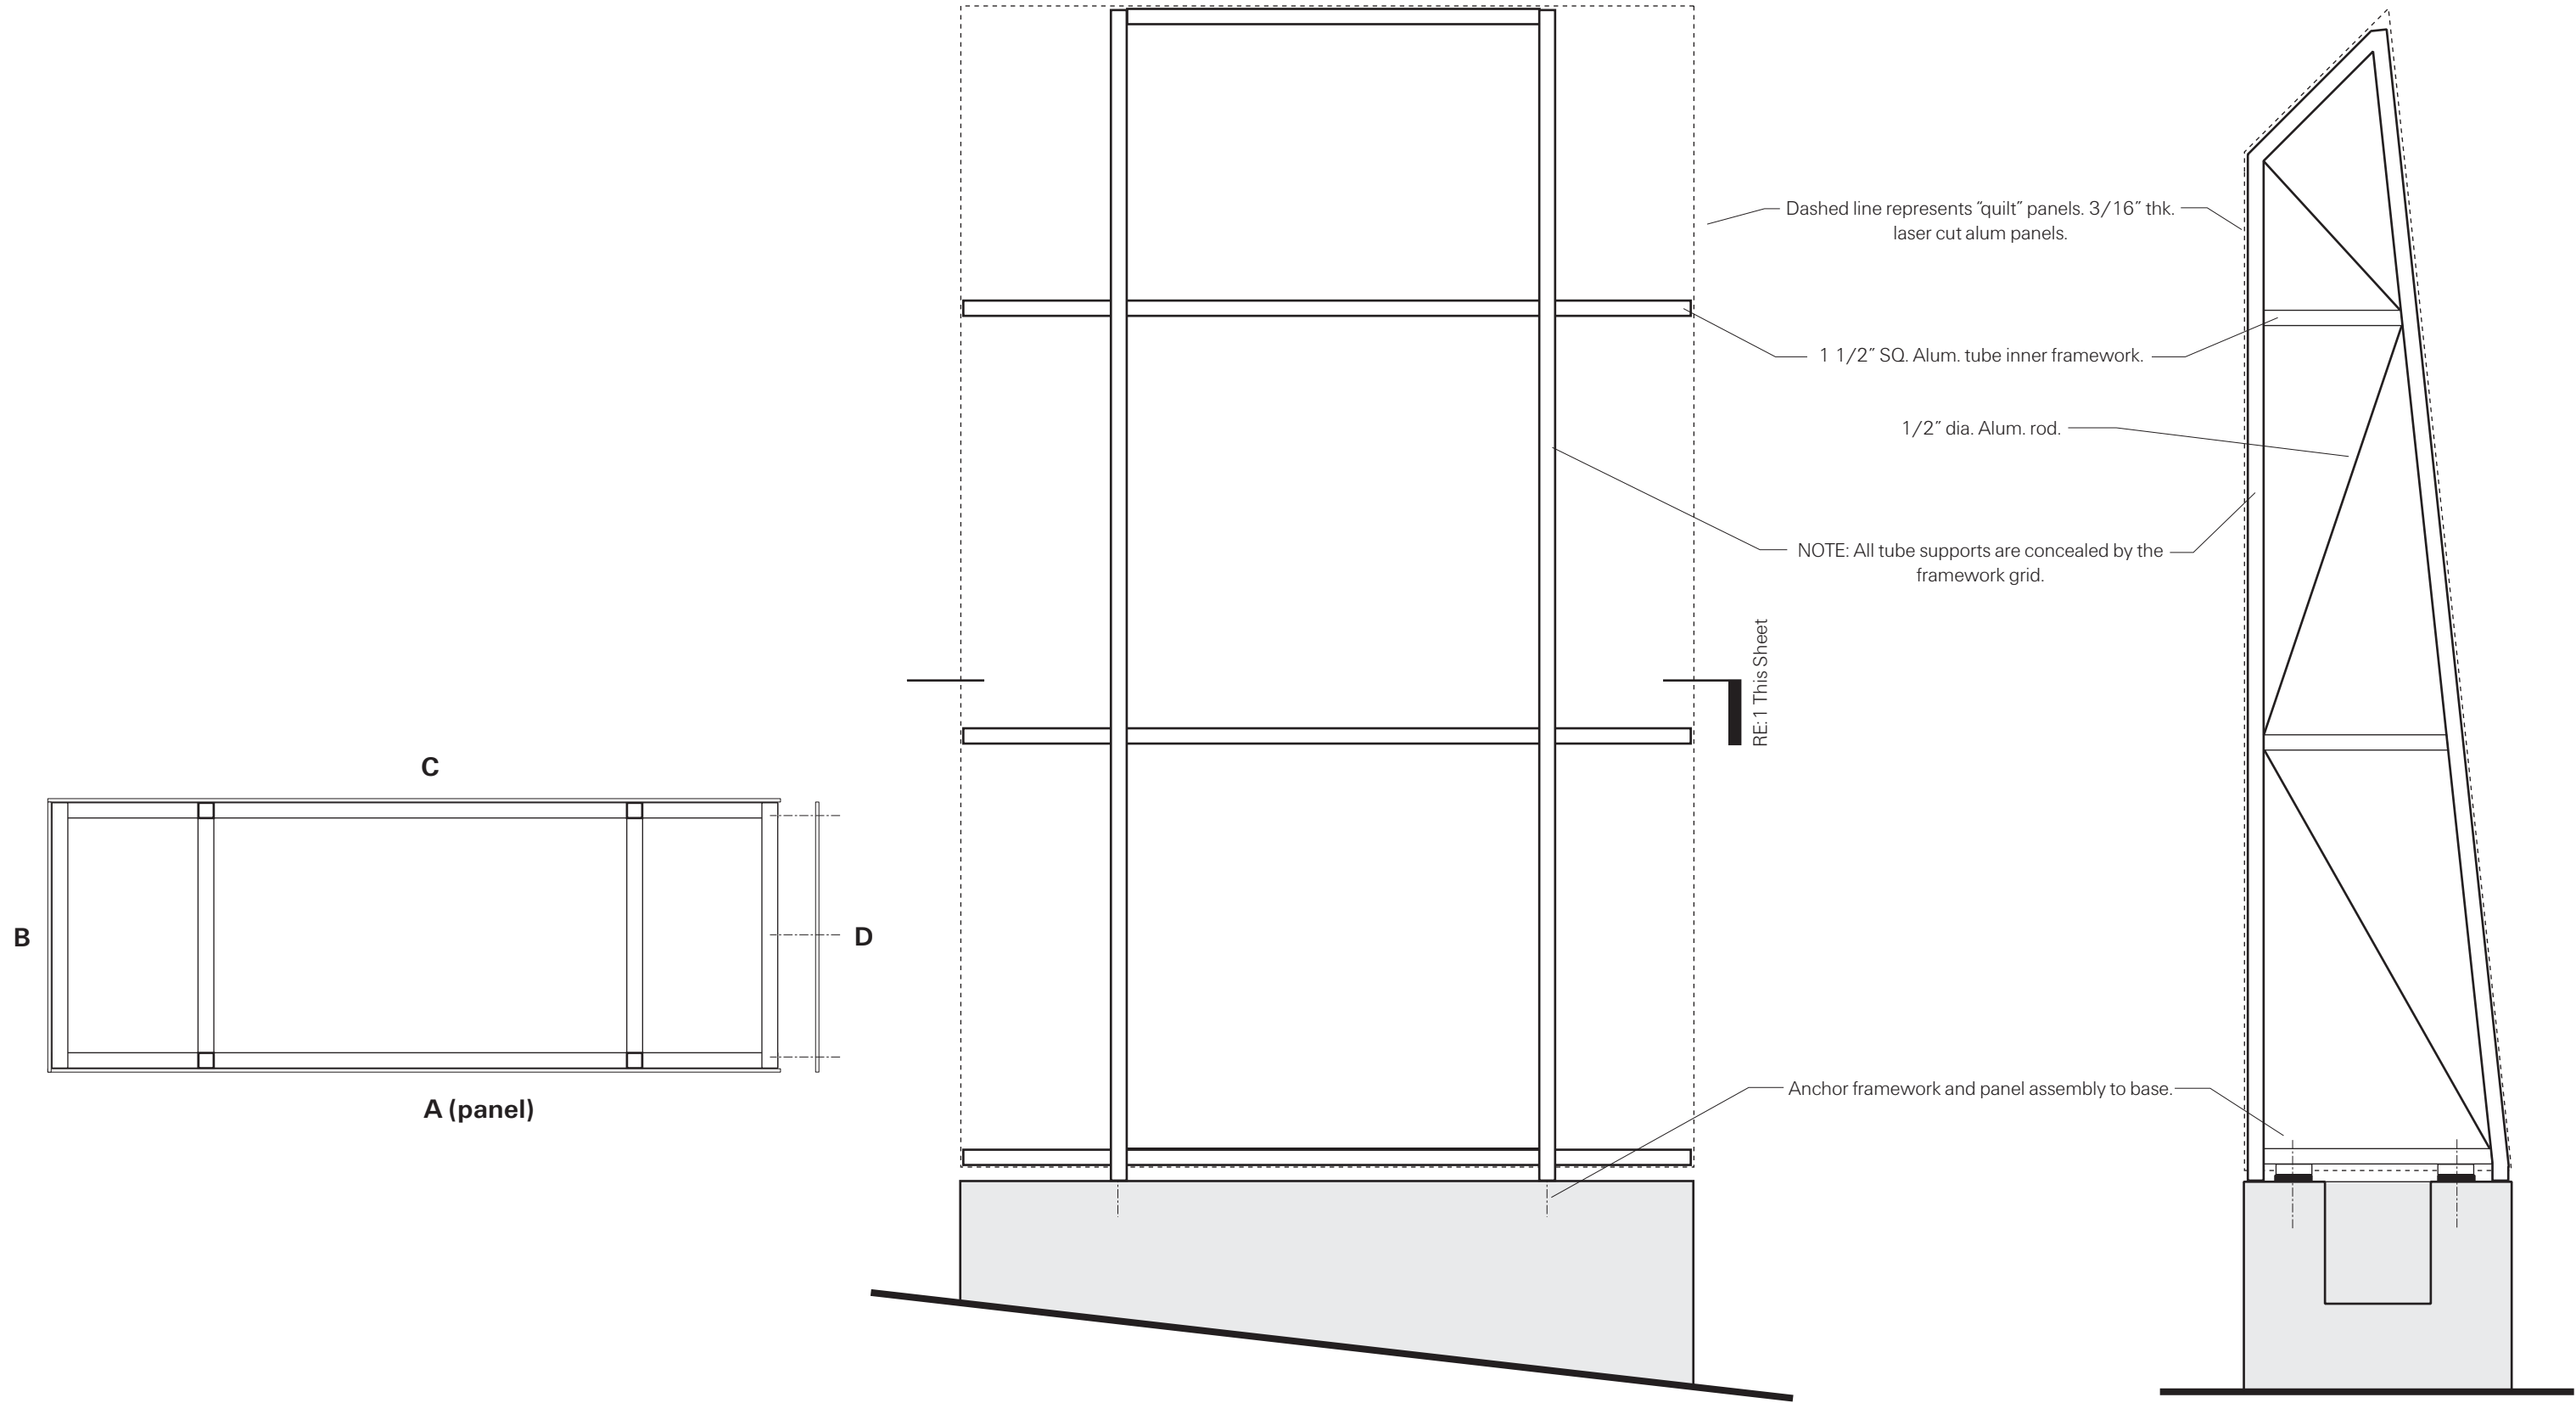 Dashed line represents “quilt” panels. 3/16” thk.
laser cut alum panels.
1 1/2” SQ. Alum. tube inner framework.
1/2” dia. Alum. rod.
NOTE: All tube supports are concealed by the
framework grid.
RE: 1 This Sheet
C
B
D
A (panel)
Anchor framework and panel assembly to base.